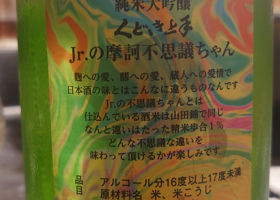 純米大吟醸
くどき上手
Jr.の摩訶不思議ちゃん
麹への愛、醪への愛、蔵人への愛情で
日本酒の味とはこんなに違うものなんです
Jr.の不思議ちゃんとは
仕込んでいる酒米は山田錦で同じ
なんと違いはたった精米歩合1%
どんな不思議な違いを
味わって頂けるかが楽しみです
品目
アルコール分16度以上17度未満
原材料名 米、米こうじ